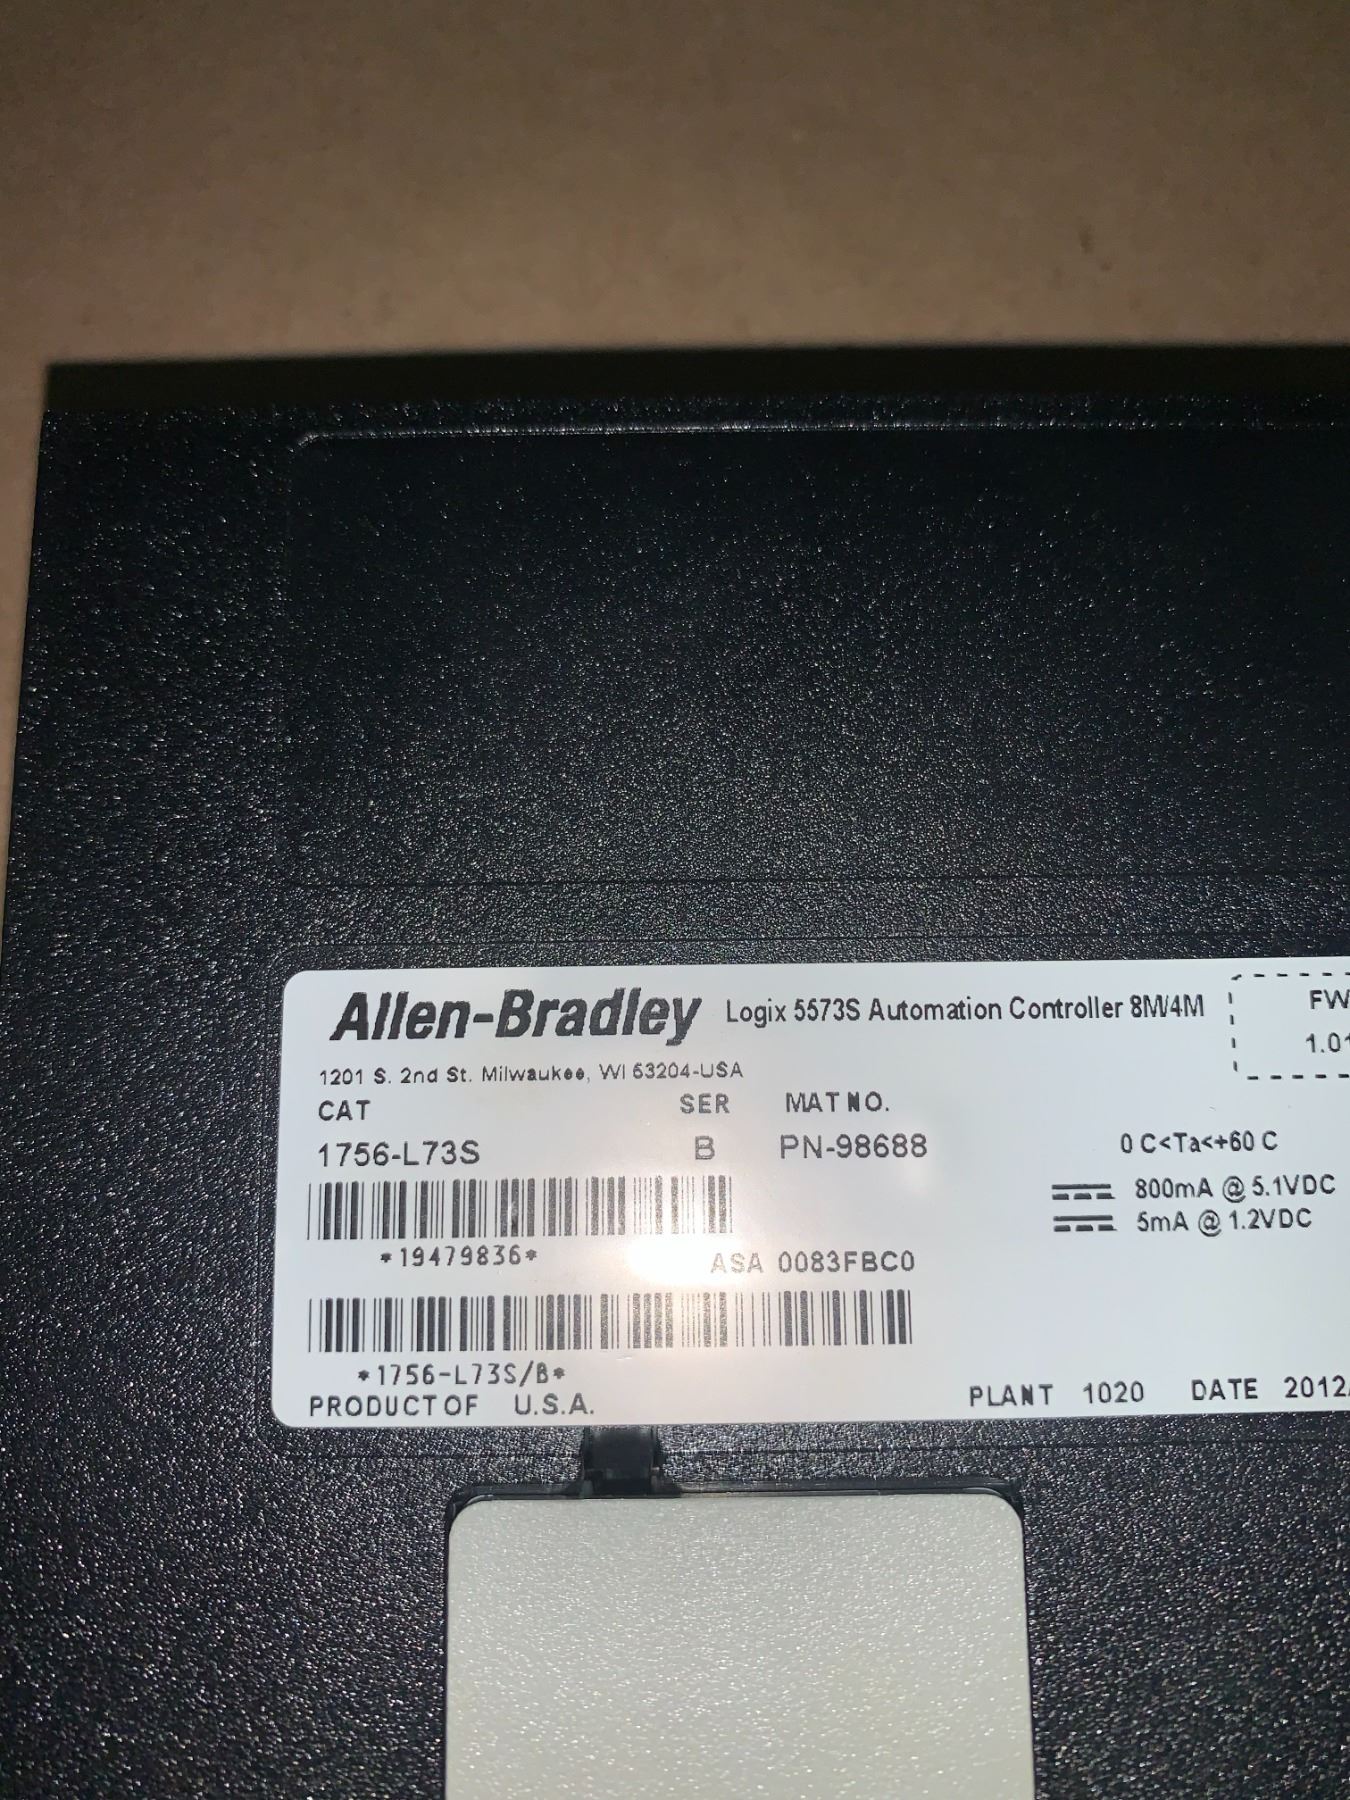 Allen-Bradley Logix 5573S Automation Controller 8M/4M FW
1201 S. 2nd St. Milwaukee, WI 53204-USA 1.01
CAT SER MAT NO.
1756-L73S B PN-98688 0 C<Ta<+60 C
800mA @ 5.1VDC
5mA @ 1.2VDC
*19479836* ASA 0083FBC0
*1756-L73S/B*
PRODUCT OF U.S.A. PLANT 1020 DATE 2012/